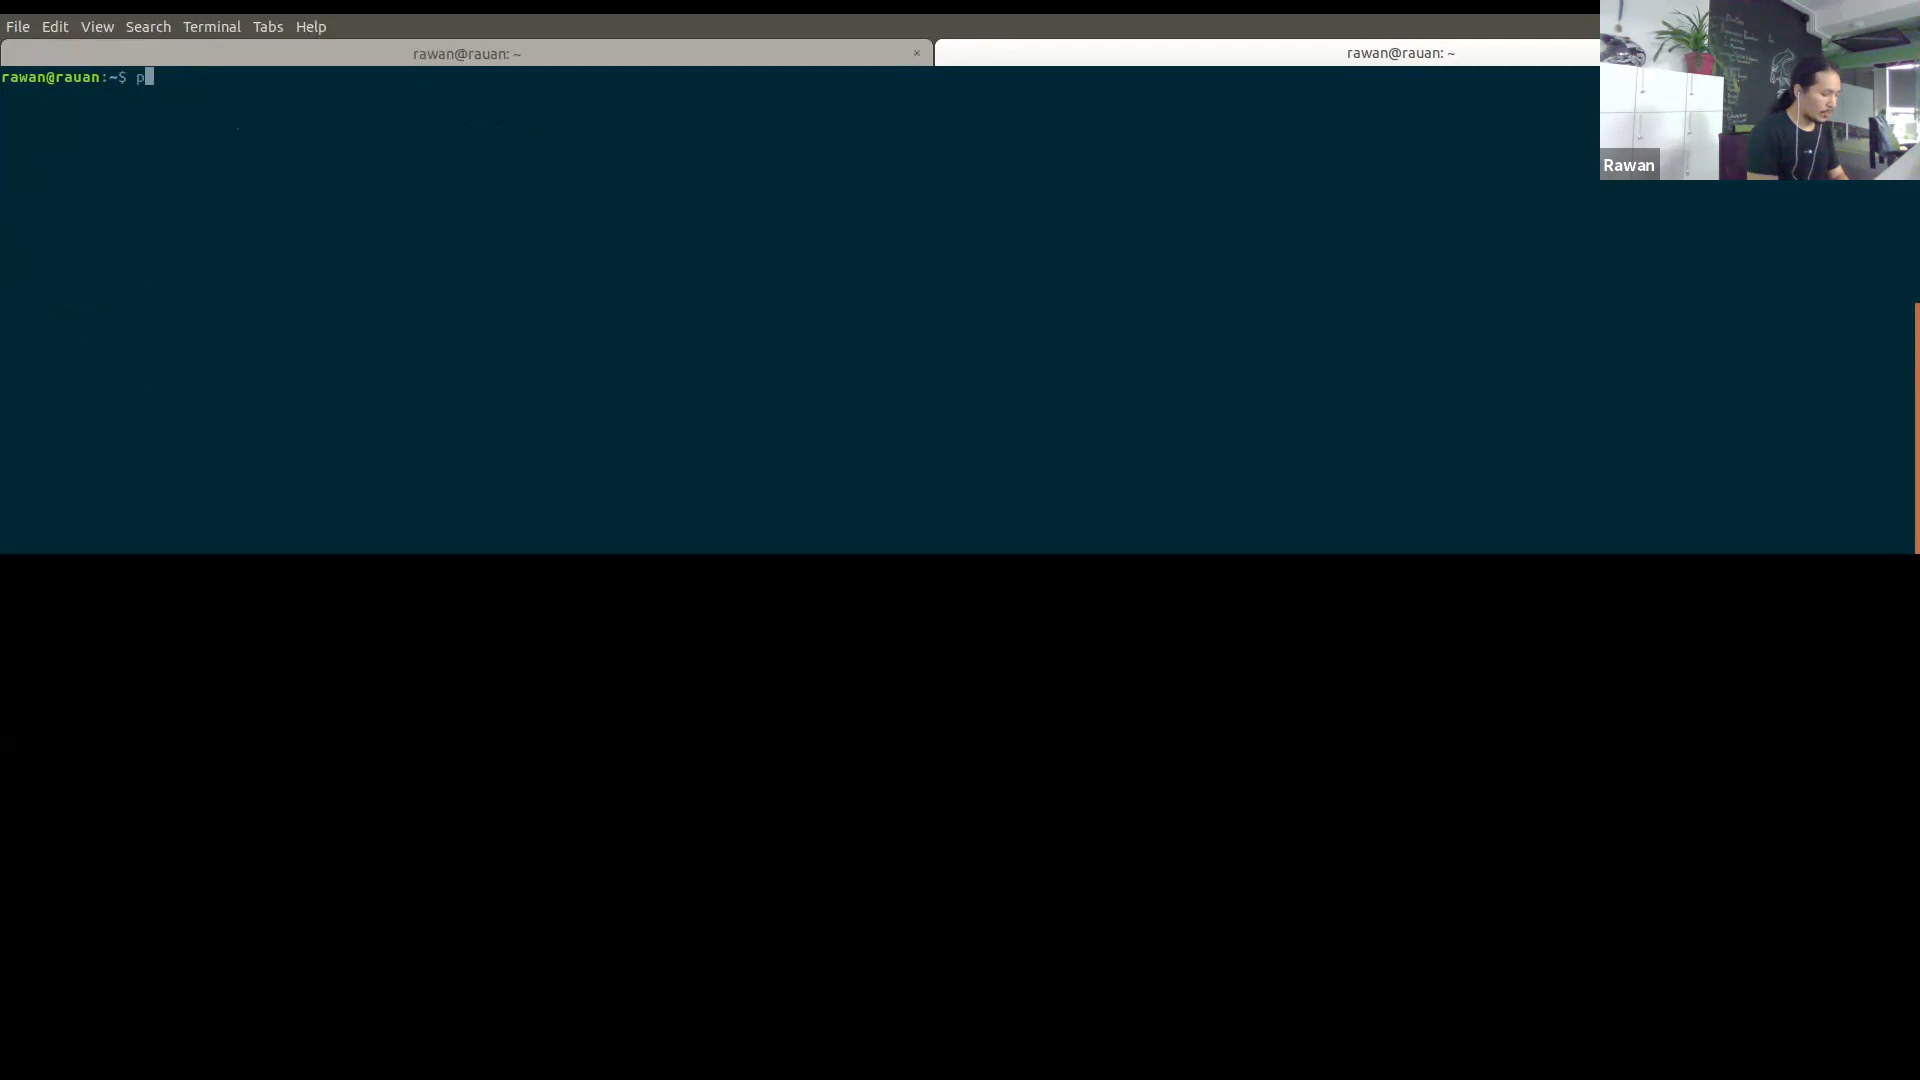 File Edit View Search Terminal Tabs Help
rawan@rauan: ~ × rawan@rauan: ~
rawan@rauan:~$ p
Rawan